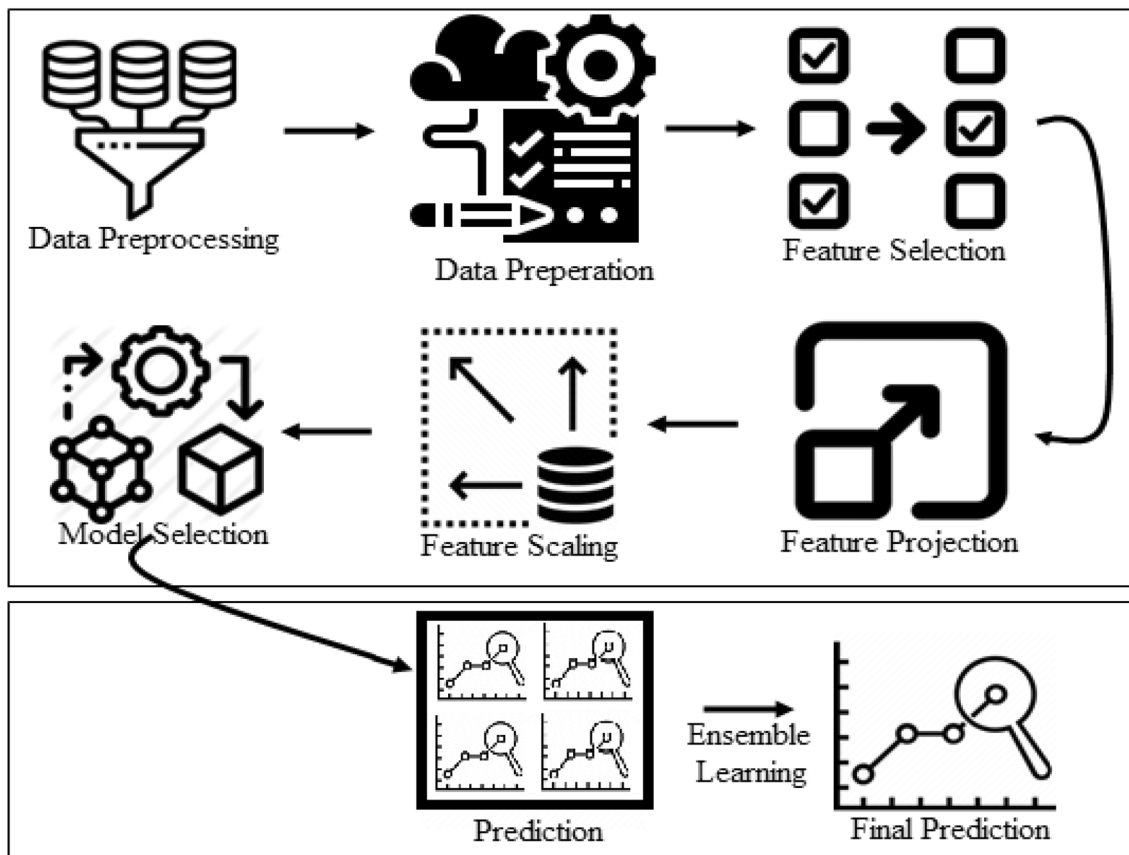 Data Preprocessing
Data Preperation
Feature Selection
Model Selection
Feature Scaling
Feature Projection
Ensemble
Learning
Prediction
Final Prediction